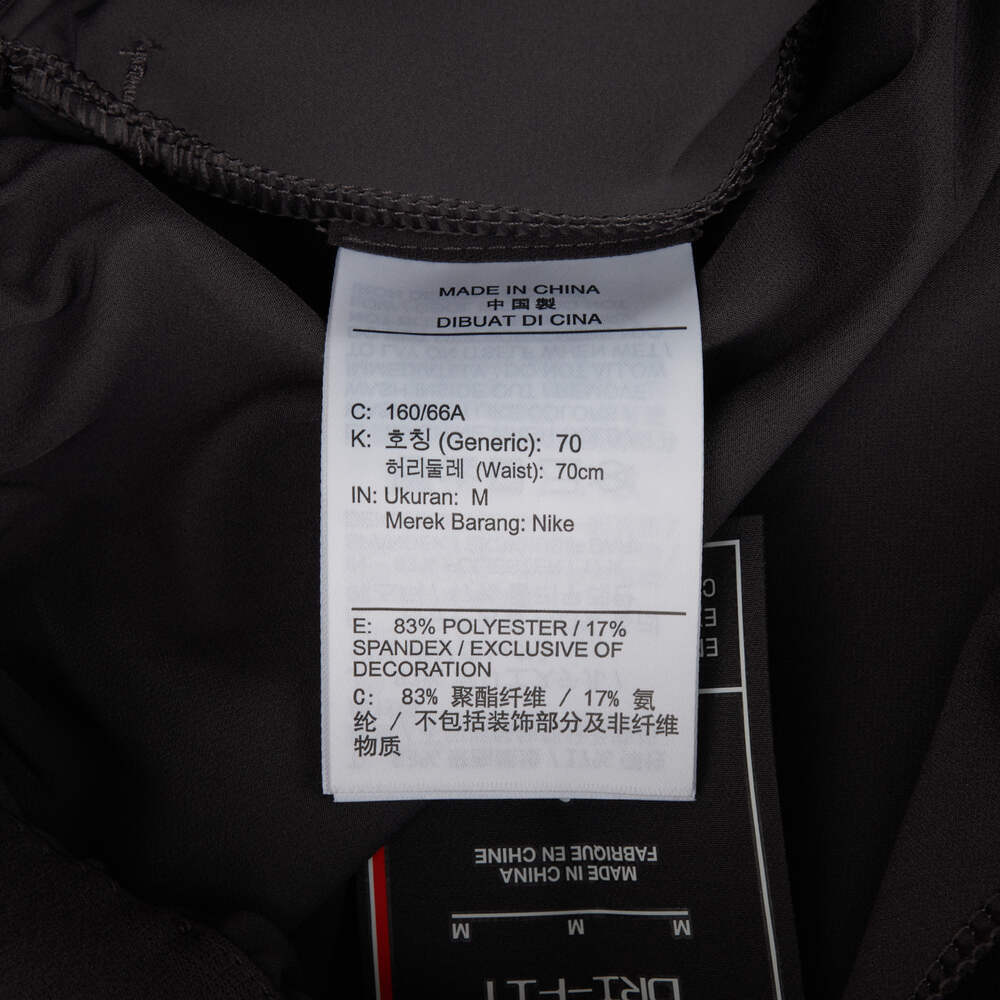 MADE IN CHINA
中国製
DIBUAT DI CINA
C: 160/66A
K: 호칭 (Generic): 70
허리둘레 (Waist): 70cm
IN: Ukuran: M
Merek Barang: Nike
E: 83% POLYESTER / 17%
SPANDEX / EXCLUSIVE OF
DECORATION
C: 83% 聚酯纤维 / 17% 氨
纶 / 不包括装饰部分及非纤维
物质
FABRIQUÉ EN CHINE
MADE IN CHINA
M M M
DRI-FIT